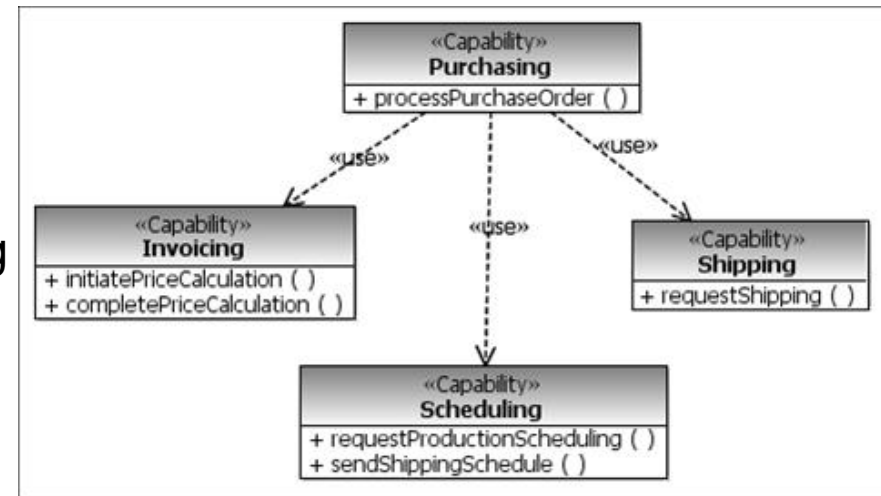 «Capability»
Purchasing
+ processPurchaseOrder ( )
«use»
«use»
«use»
«Capability»
Invoicing
+ initiatePriceCalculation ( )
+ completePriceCalculation ( )
«Capability»
Shipping
+ requestShipping ( )
«Capability»
Scheduling
+ requestProductionScheduling ( )
+ sendShippingSchedule ( )